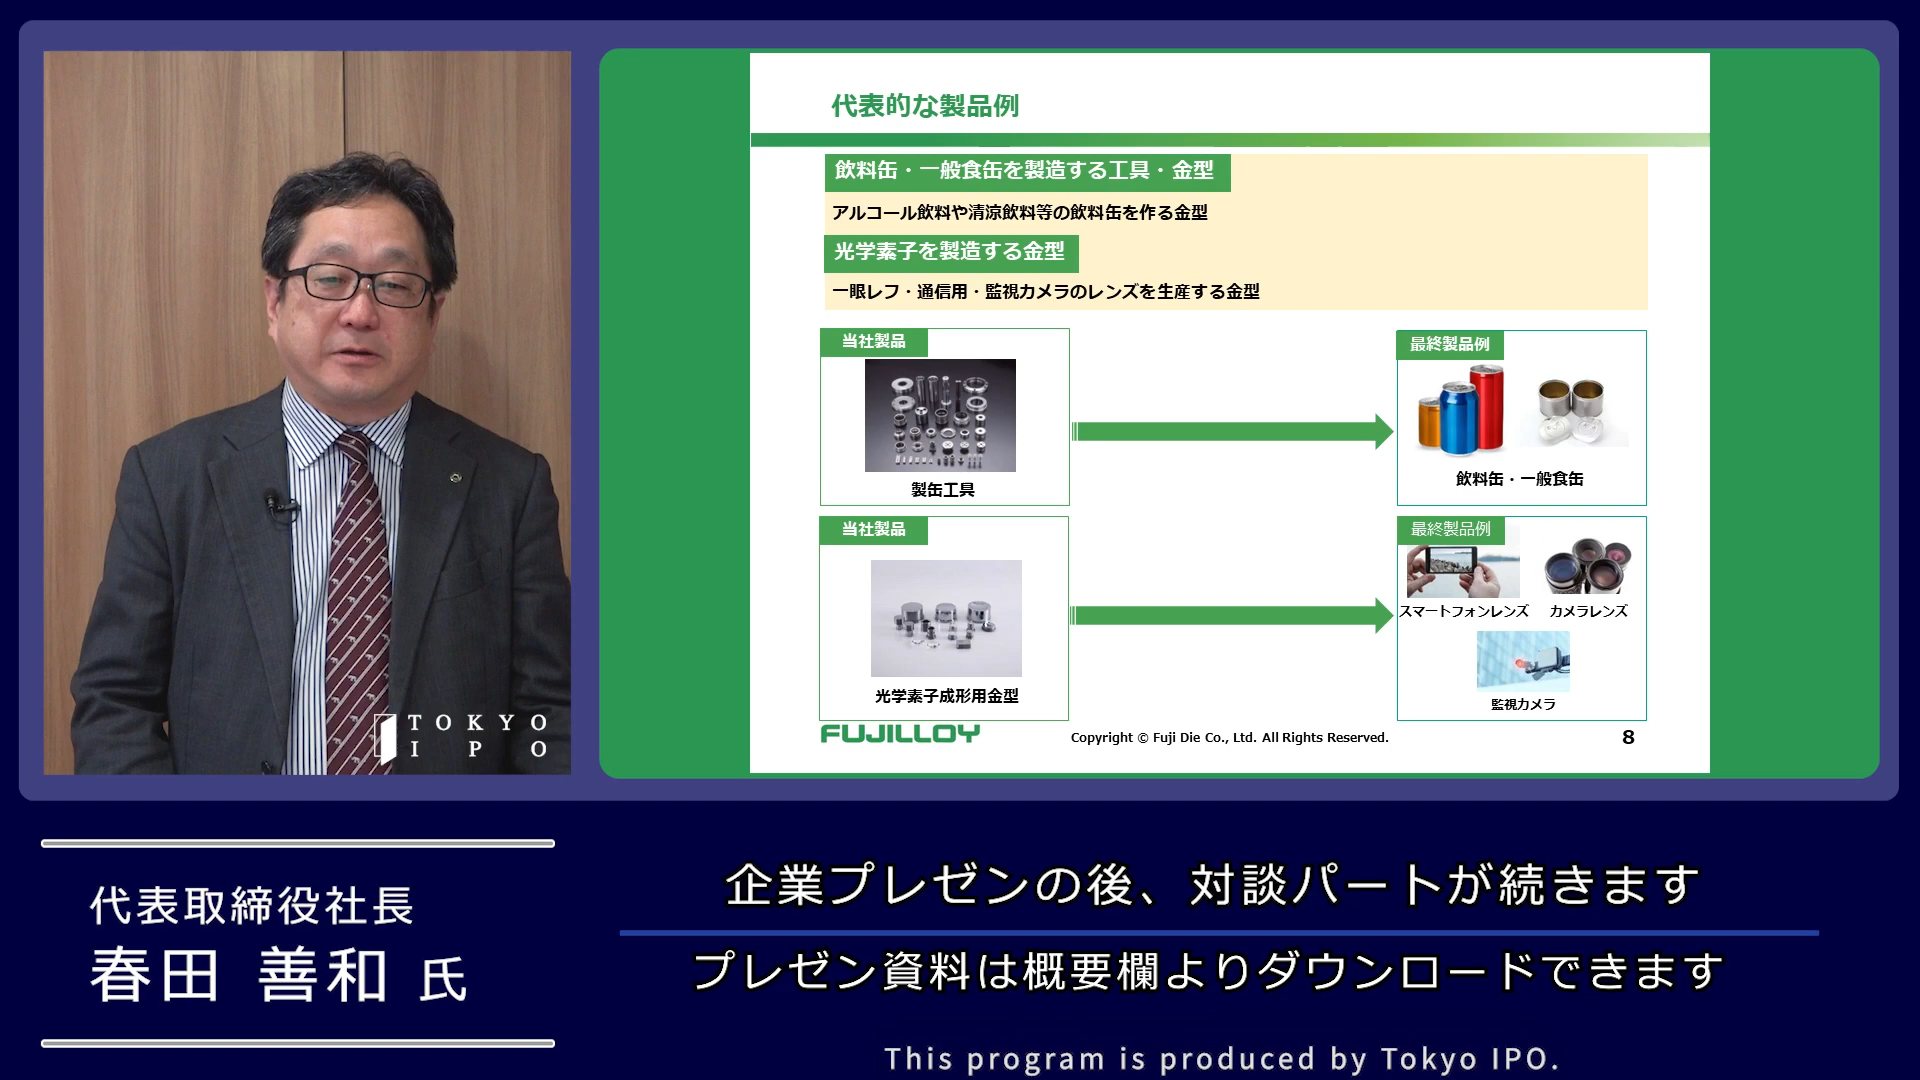 代表的な製品例
飲料缶・一般食缶を製造する工具・金型
アルコール飲料や清涼飲料等の飲料缶を作る金型
光学素子を製造する金型
一眼レフ・通信用・監視カメラのレンズを生産する金型
当社製品
製缶工具
最終製品例
飲料缶・一般食缶
当社製品
光学素子成形用金型
最終製品例
スマートフォンレンズ
カメラレンズ
監視カメラ
FUJILLOY
Copyright © Fuji Die Co., Ltd. All Rights Reserved.
8
TOKYO
IPO
代表取締役社長
春田 善和 氏
企業プレゼンの後、対談パートが続きます
プレゼン資料は概要欄よりダウンロードできます
This program is produced by Tokyo IPO.